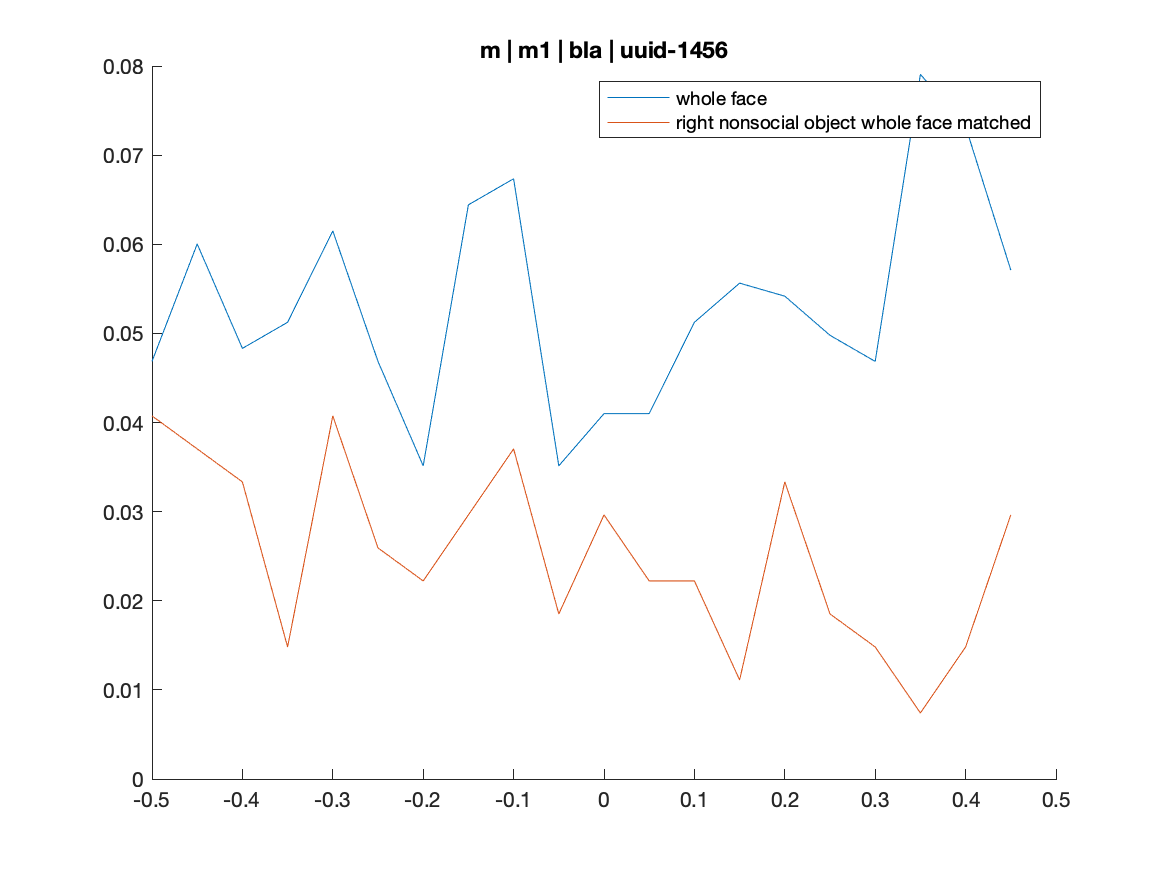 m | m1 | bla | uuid-1456
whole face
right nonsocial object whole face matched
0.08
0.07
0.06
0.05
0.04
0.03
0.02
0.01
0
-0.5 -0.4 -0.3 -0.2 -0.1 0 0.1 0.2 0.3 0.4 0.5